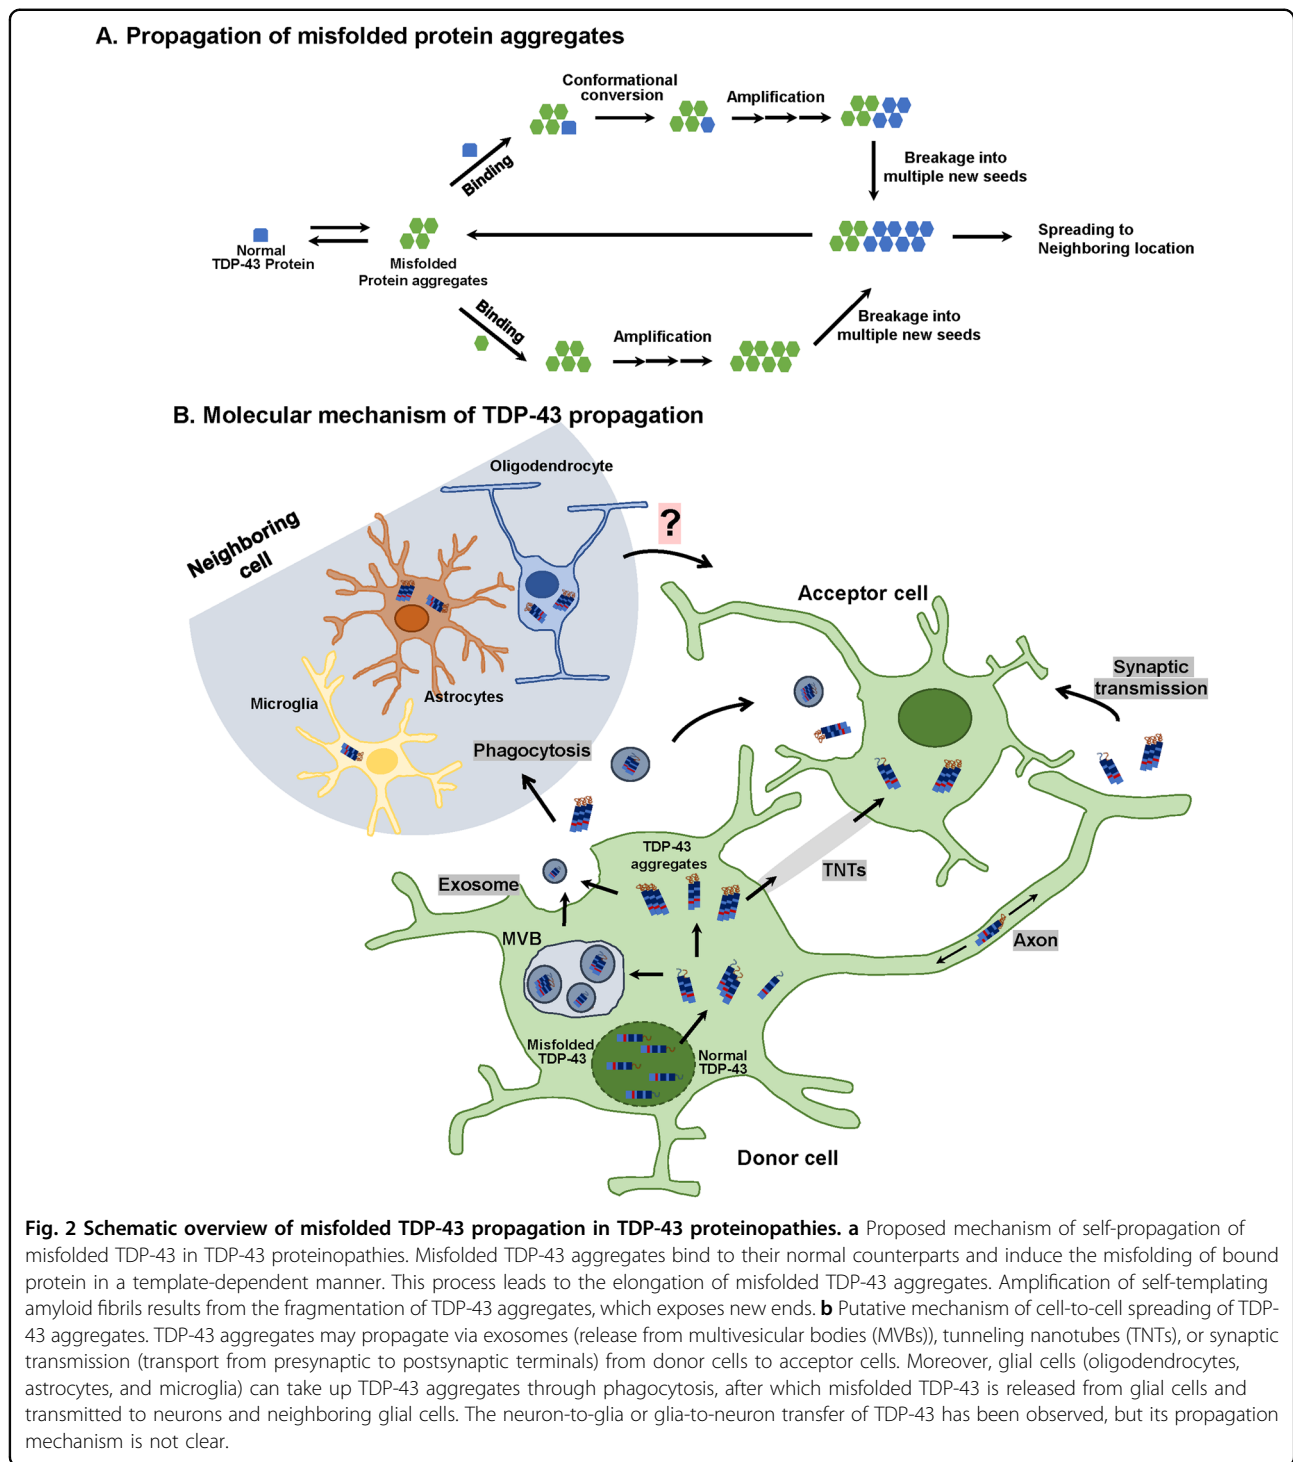 A. Propagation of misfolded protein aggregates
Conformational
conversion
Amplification
Binding
Breakage into
multiple new seeds
Normal
TDP-43 Protein
Misfolded
Protein aggregates
Spreading to
Neighboring location
Binding
Amplification
Breakage into
multiple new seeds
B. Molecular mechanism of TDP-43 propagation
Oligodendrocyte
Neighboring
cell
?
Acceptor cell
Synaptic
transmission
Astrocytes
Microglia
Phagocytosis
TDP-43
aggregates
TNTs
Exosome
MVB
Axon
Misfolded
TDP-43
Normal
TDP-43
Donor cell
Fig. 2 Schematic overview of misfolded TDP-43 propagation in TDP-43 proteinopathies. a Proposed mechanism of self-propagation of
misfolded TDP-43 in TDP-43 proteinopathies. Misfolded TDP-43 aggregates bind to their normal counterparts and induce the misfolding of bound
protein in a template-dependent manner. This process leads to the elongation of misfolded TDP-43 aggregates. Amplification of self-templating
amyloid fibrils results from the fragmentation of TDP-43 aggregates, which exposes new ends. b Putative mechanism of cell-to-cell spreading of TDP-
43 aggregates. TDP-43 aggregates may propagate via exosomes (release from multivesicular bodies (MVBs)), tunneling nanotubes (TNTs), or synaptic
transmission (transport from presynaptic to postsynaptic terminals) from donor cells to acceptor cells. Moreover, glial cells (oligodendrocytes,
astrocytes, and microglia) can take up TDP-43 aggregates through phagocytosis, after which misfolded TDP-43 is released from glial cells and
transmitted to neurons and neighboring glial cells. The neuron-to-glia or glia-to-neuron transfer of TDP-43 has been observed, but its propagation
mechanism is not clear.